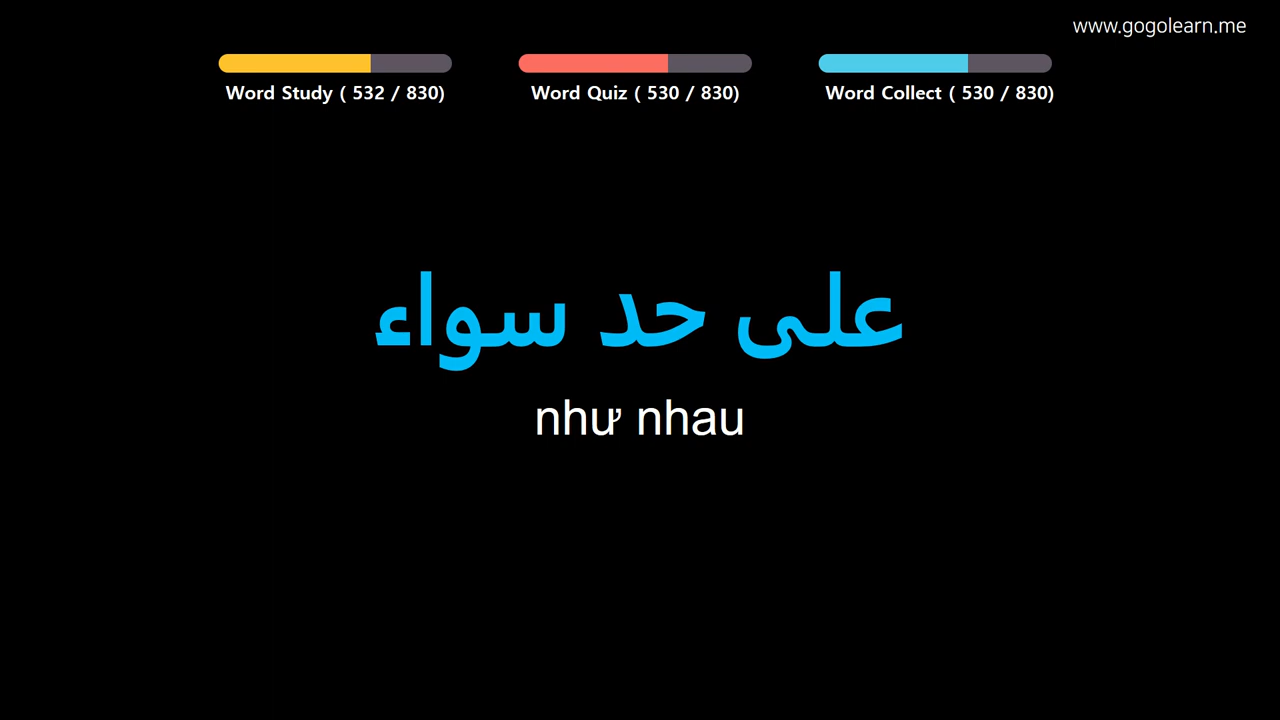 www.gogolearn.me
Word Study ( 532 / 830)
Word Quiz ( 530 / 830)
Word Collect ( 530 / 830)
على حد سواء
như nhau